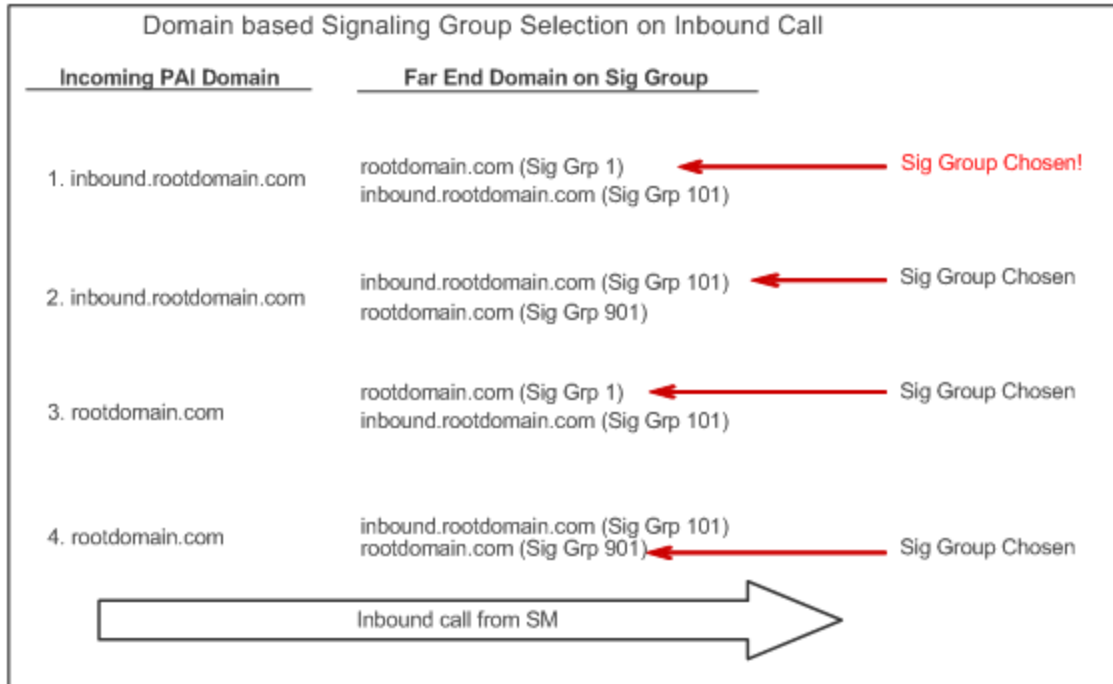 Domain based Signaling Group Selection on Inbound Call
Incoming PAI Domain
Far End Domain on Sig Group
1. inbound.rootdomain.com
rootdomain.com (Sig Grp 1)
inbound.rootdomain.com (Sig Grp 101)
Sig Group Chosen!
2. inbound.rootdomain.com
inbound.rootdomain.com (Sig Grp 101)
rootdomain.com (Sig Grp 901)
Sig Group Chosen
3. rootdomain.com
rootdomain.com (Sig Grp 1)
inbound.rootdomain.com (Sig Grp 101)
Sig Group Chosen
4. rootdomain.com
inbound.rootdomain.com (Sig Grp 101)
rootdomain.com (Sig Grp 901)
Sig Group Chosen
Inbound call from SM